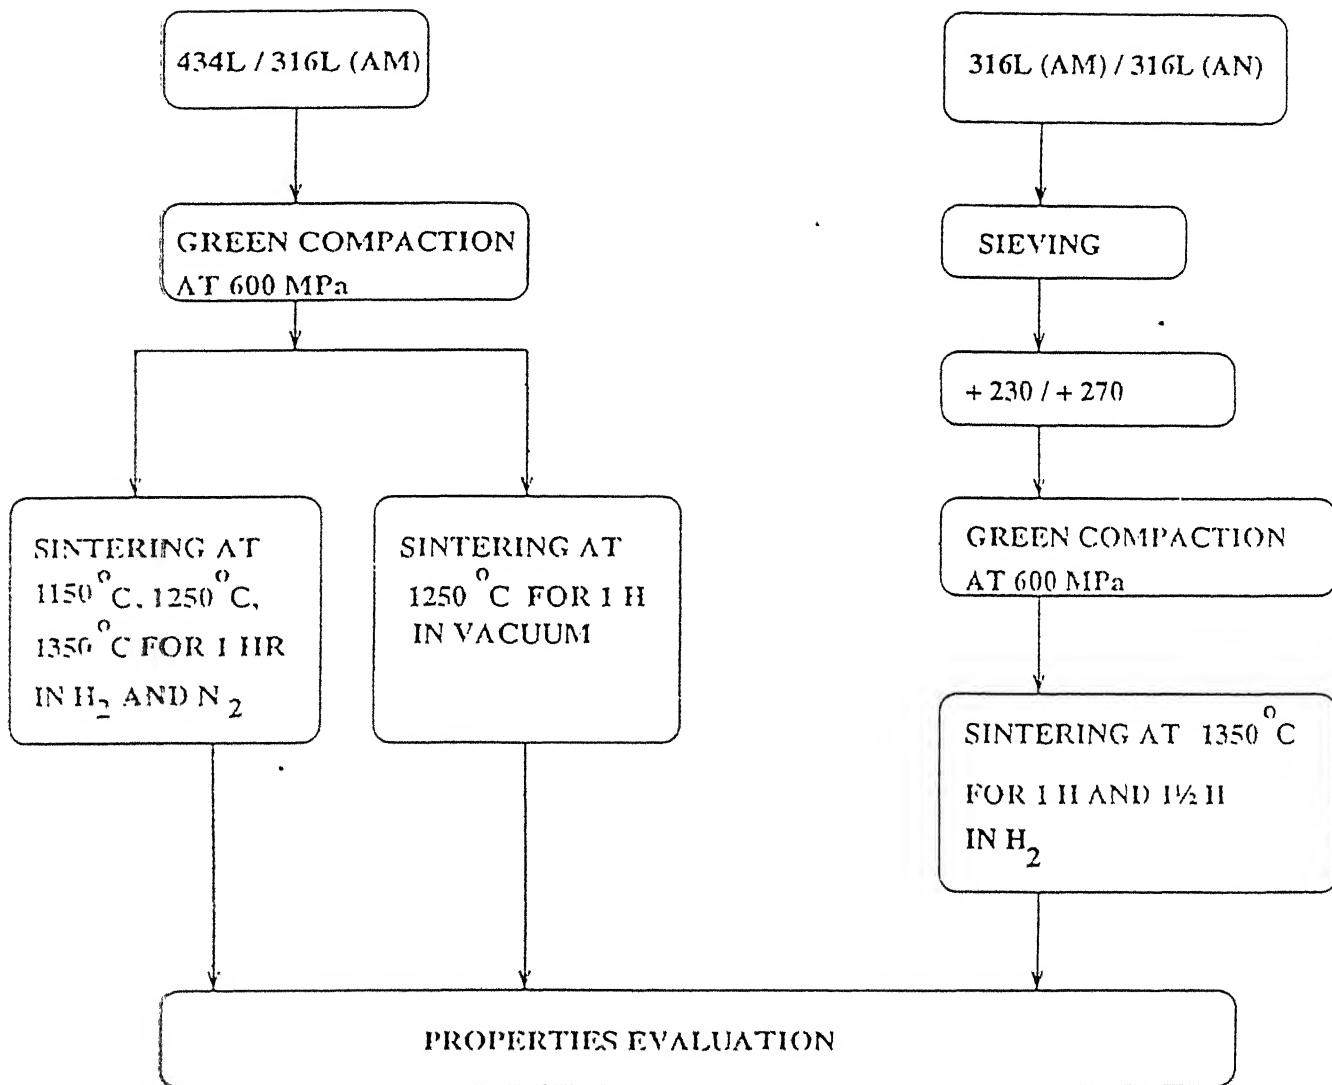 434L / 316L (AM)
GREEN COMPACTION
AT 600 MPa
SINTERING AT
1150°C, 1250°C,
1350°C FOR 1 HR
IN H2 AND N2
SINTERING AT
1250 °C FOR 1 H
IN VACUUM
316L (AM) / 316L (AN)
SIEVING
+ 230 / + 270
GREEN COMPACTION
AT 600 MPa
SINTERING AT 1350°C
FOR 1 H AND 1½ H
IN H2
PROPERTIES EVALUATION